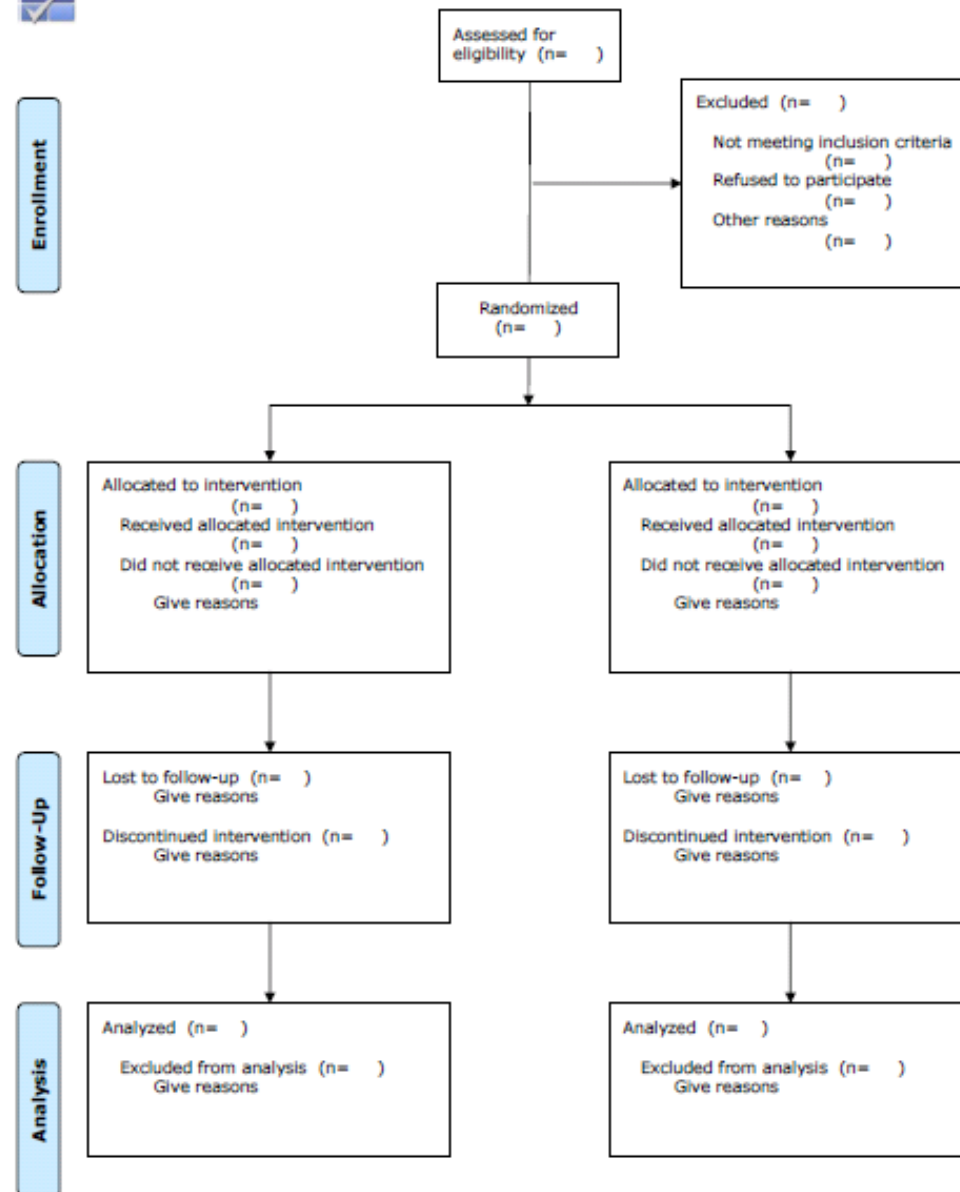 Assessed for
eligibility (n=    )
Enrollment
Excluded (n=    )
Not meeting inclusion criteria
(n=    )
Refused to participate
(n=    )
Other reasons
(n=    )
Randomized
(n=    )
Allocation
Allocated to intervention
(n=    )
Received allocated intervention
(n=    )
Did not receive allocated intervention
(n=    )
Give reasons
Allocated to intervention
(n=    )
Received allocated intervention
(n=    )
Did not receive allocated intervention
(n=    )
Give reasons
Follow-Up
Lost to follow-up (n=    )
Give reasons
Discontinued intervention (n=    )
Give reasons
Lost to follow-up (n=    )
Give reasons
Discontinued intervention (n=    )
Give reasons
Analysis
Analyzed (n=    )
Excluded from analysis (n=    )
Give reasons
Analyzed (n=    )
Excluded from analysis (n=    )
Give reasons